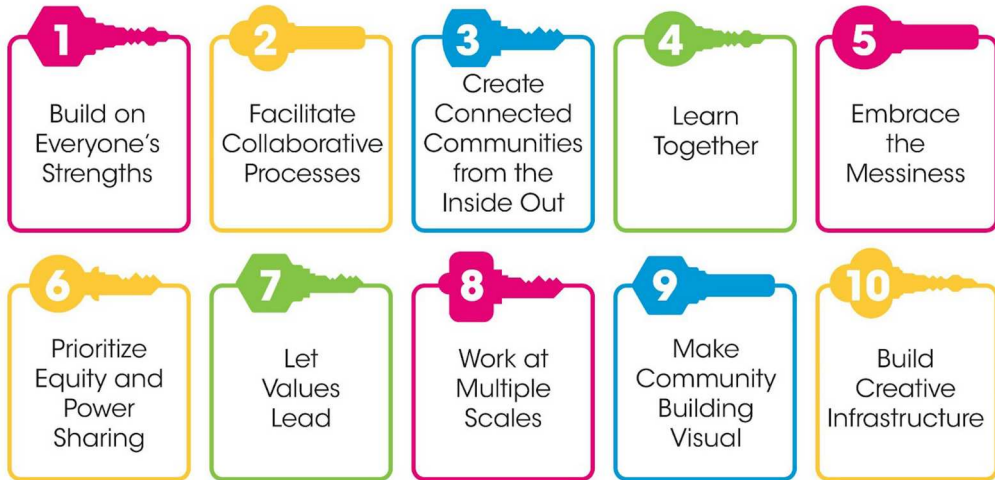 1
Build on
Everyone's
Strengths
2
Facilitate
Collaborative
Processes
3
Create
Connected
Communities
from the
Inside Out
4
Learn
Together
5
Embrace
the
Messiness
6
Prioritize
Equity and
Power
Sharing
7
Let
Values
Lead
8
Work at
Multiple
Scales
9
Make
Community
Building
Visual
10
Build
Creative
Infrastructure